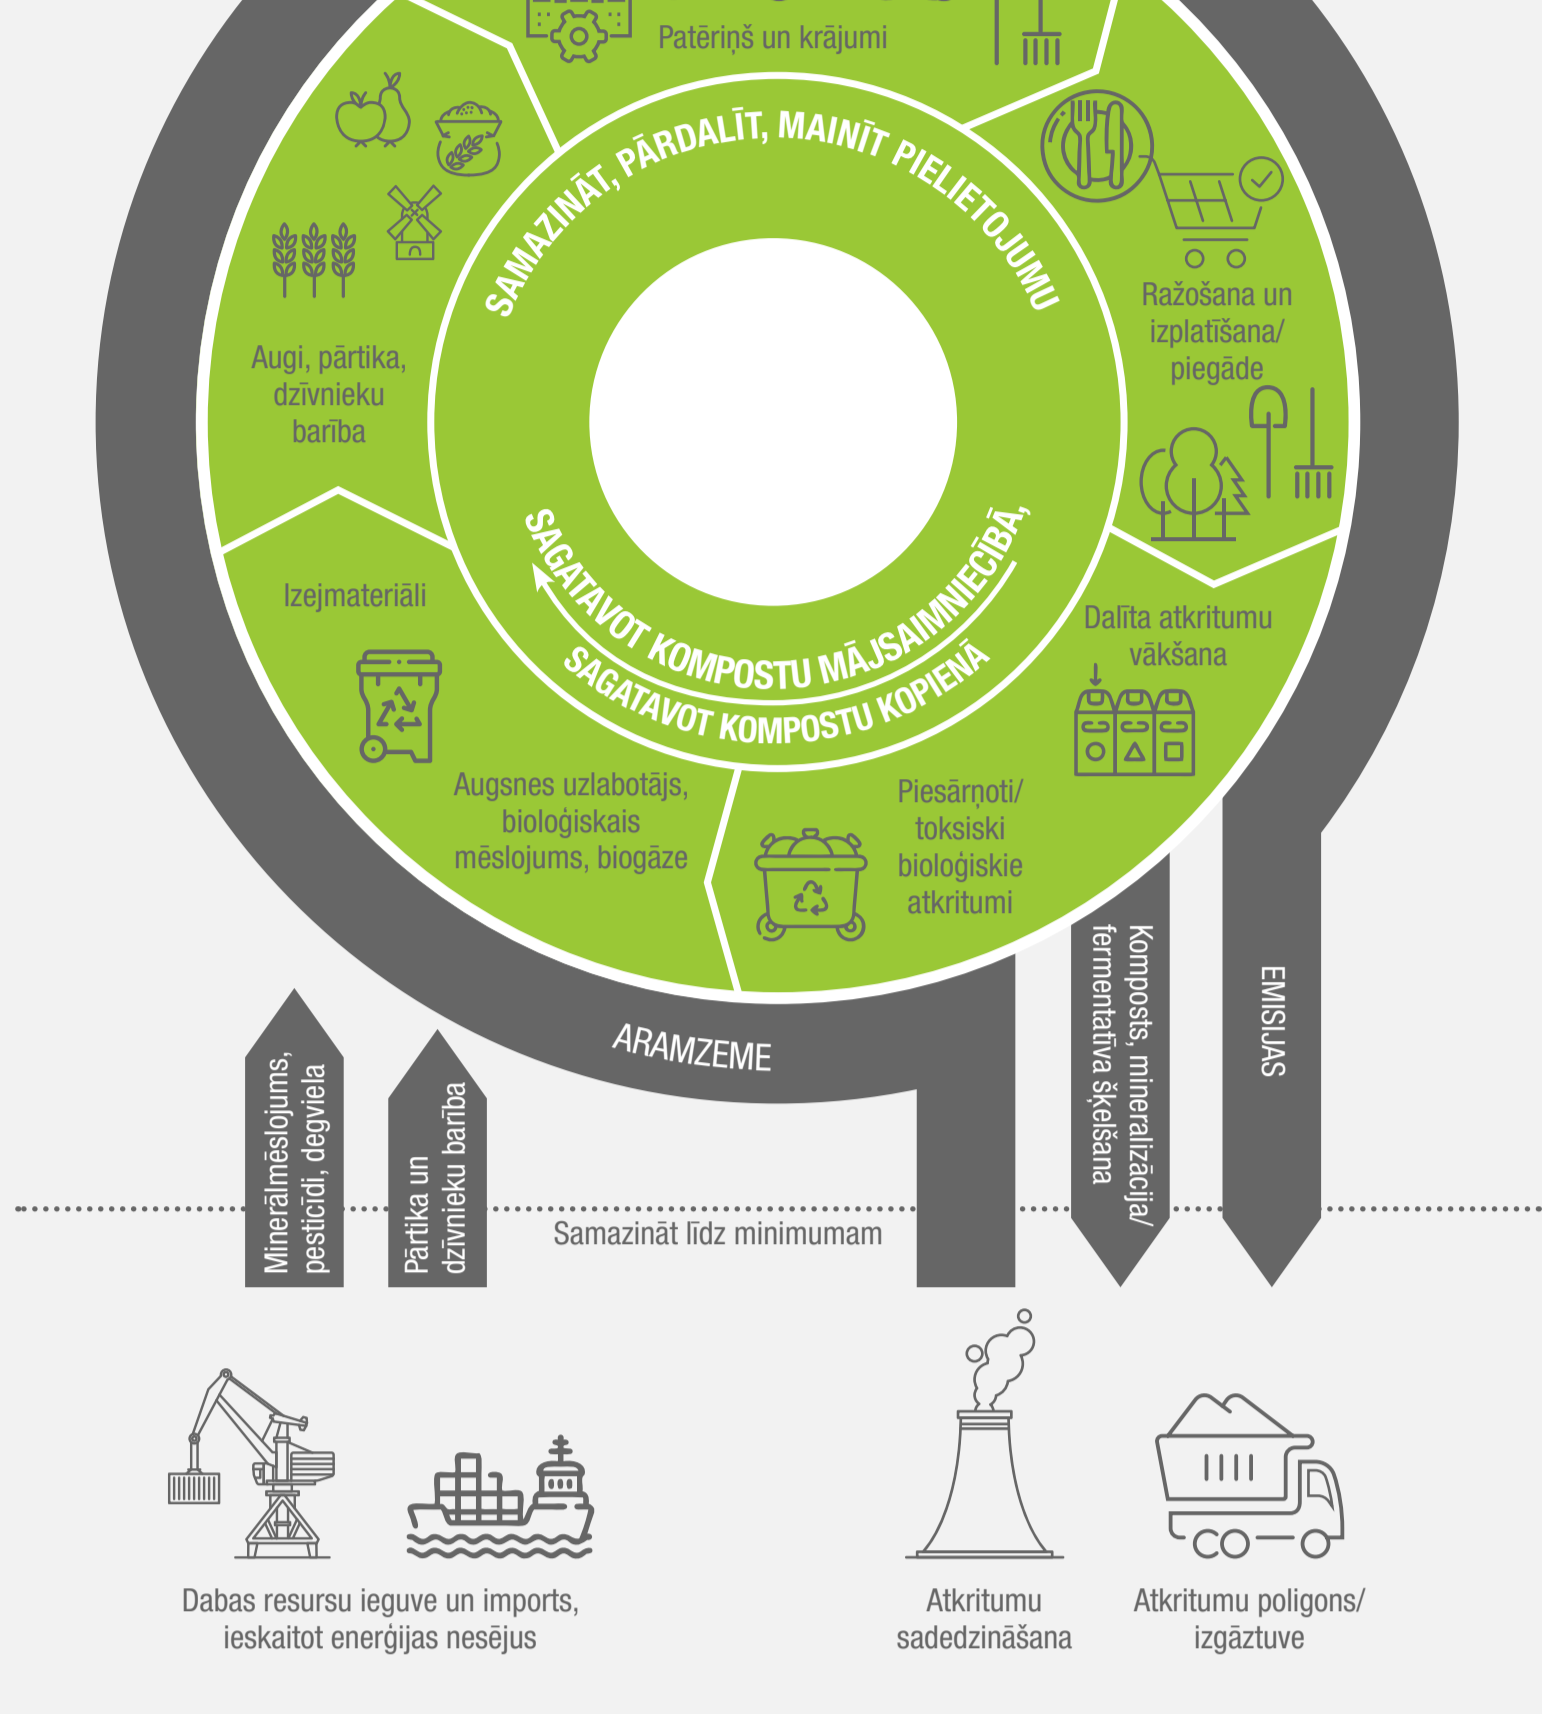 Patēriņš un krājumi
SAMAZINĀT, PĀRDALĪT, MAINĪT PIELIETOJUMU
Ražošana un
izplatīšana/
piegāde
Augi, pārtika,
dzīvnieku
barība
SAGATAVOT KOMPOSTU MĀJSAIMNIECĪBĀ,
SAGATAVOT KOMPOSTU KOPIENĀ
Izejmateriāli
Dalīta atkritumu
vākšana
Augsnes uzlabotājs,
bioloģiskais
mēslojums, biogāze
Piesārņoti/
toksiski
bioloģiskie
atkritumi
ARAMZEME
Komposts, mineralizācija/
fermentatīva šķelšana
EMISIJAS
Minerālmēslojums,
pesticīdi, degviela
Pārtika un
dzīvnieku barība
Samazināt līdz minimumam
Dabas resursu ieguve un imports,
ieskaitot enerģijas nesējus
Atkritumu
sadedzināšana
Atkritumu poligons/
izgāztuve